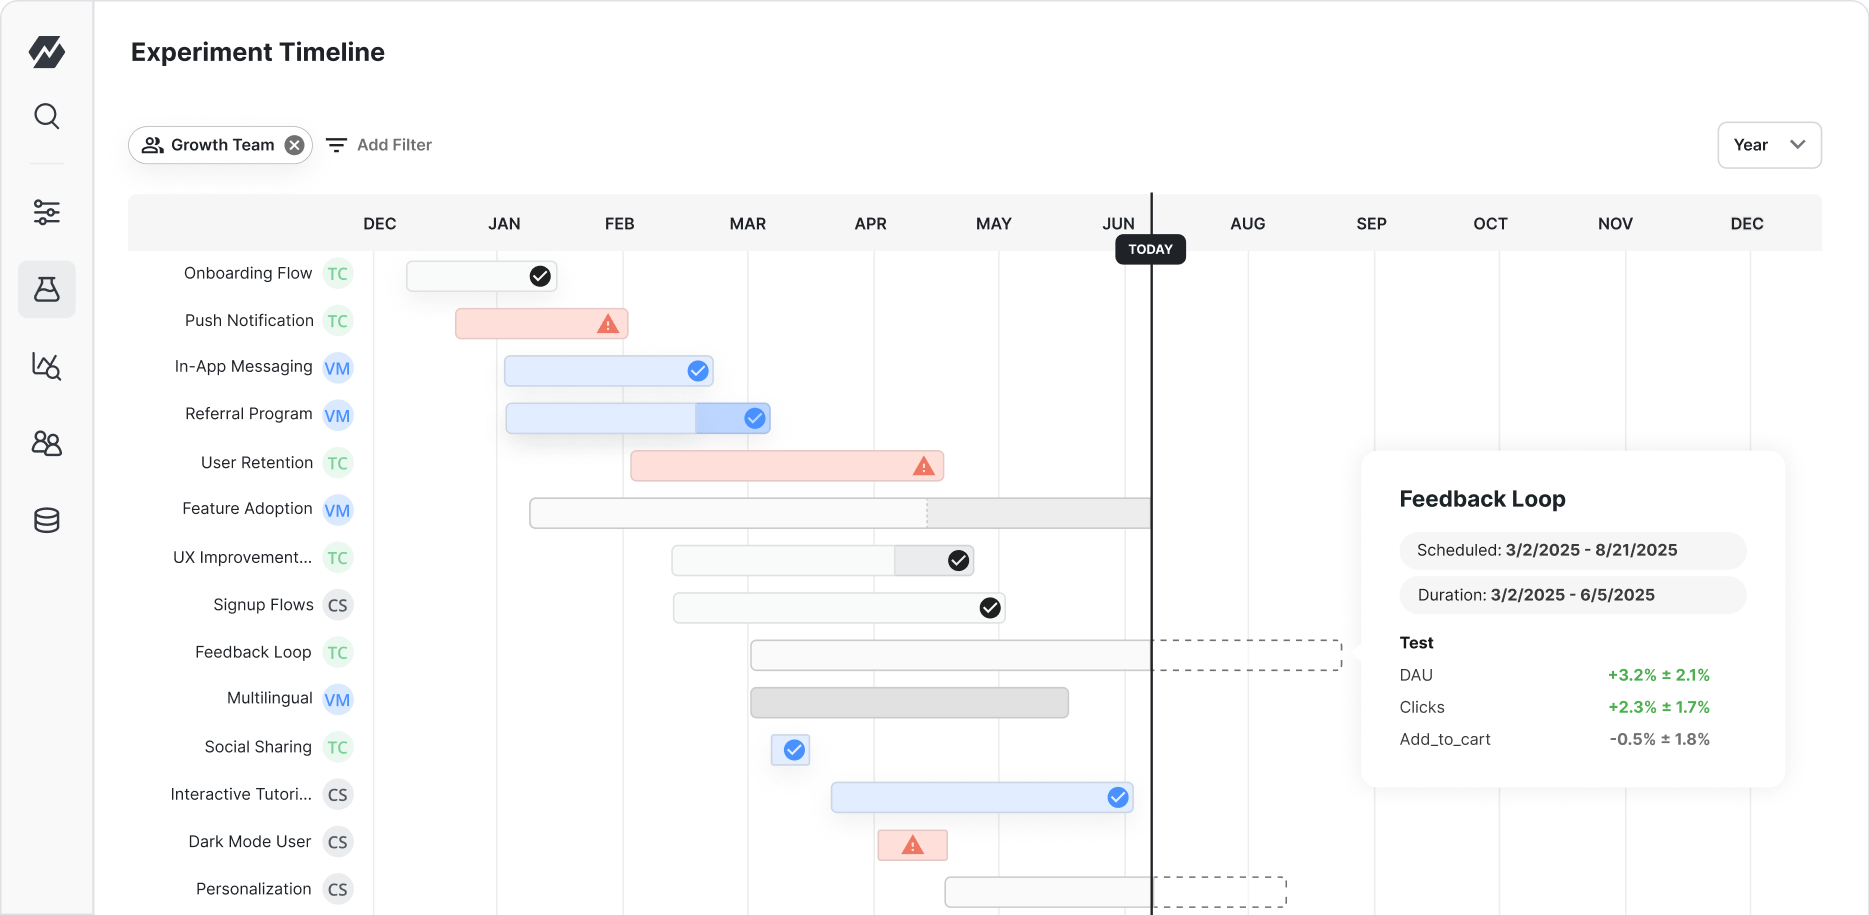 Experiment Timeline
Growth Team
Add Filter
Year
DEC JAN FEB MAR APR MAY JUN AUG SEP OCT NOV DEC
TODAY
Onboarding Flow TC
Push Notification TC
In-App Messaging VM
Referral Program VM
User Retention TC
Feature Adoption VM
UX Improvement... TC
Signup Flows CS
Feedback Loop TC
Multilingual VM
Social Sharing TC
Interactive Tutori... CS
Dark Mode User CS
Personalization CS
Feedback Loop
Scheduled: 3/2/2025 - 8/21/2025
Duration: 3/2/2025 - 6/5/2025
Test
DAU +3.2% ± 2.1%
Clicks +2.3% ± 1.7%
Add_to_cart -0.5% ± 1.8%